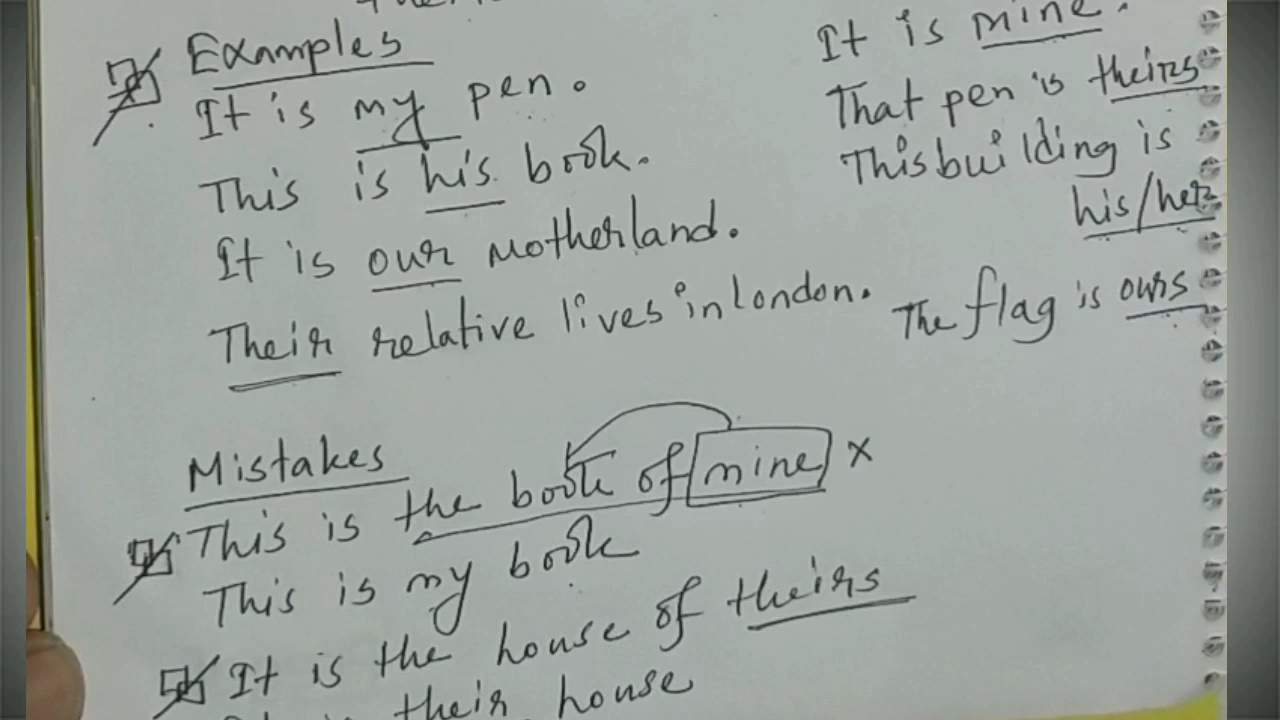 Examples
It is my pen.
This is his book.
It is our Motherland.
Their relative lives in london.
It is mine.
That pen is theirs
This building is
his/her
The flag is ours
Mistakes
This is the book of mine ×
This is my book
It is the house of theirs
their house